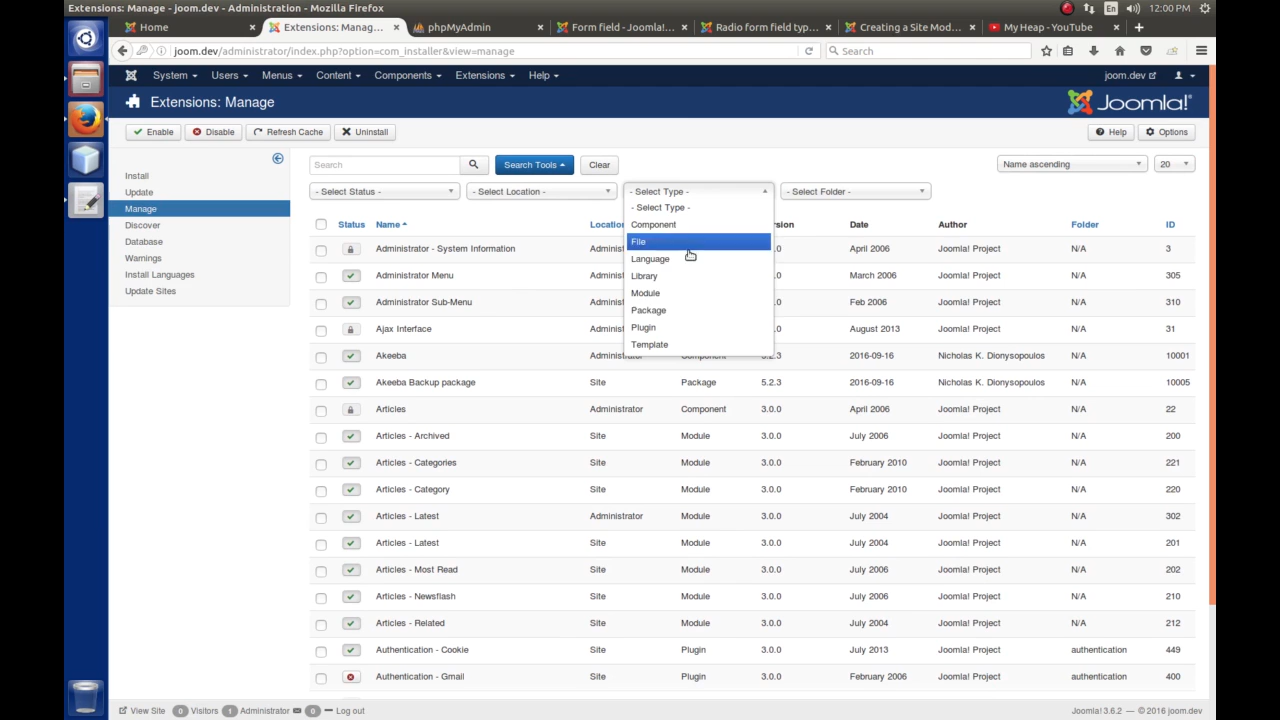 Extensions: Manage - joom.dev - Administration - Mozilla Firefox
En
12:00 PM
Home
Extensions: Manag...
phpMyAdmin
Form field - Joomla!...
Radio form field typ...
Creating a Site Mod...
My Heap - YouTube
joom.dev/administrator/index.php?option=com_installer&view=manage
Search
System Users Menus Content Components Extensions Help
joom.dev
Extensions: Manage
Joomla!
Enable Disable Refresh Cache Uninstall Help Options
Install
Update
Manage
Discover
Database
Warnings
Install Languages
Update Sites
Search
Search Tools
Clear
Name ascending
20
- Select Status -
- Select Location -
- Select Type -
- Select Folder -
- Select Type -
Component
File
Language
Library
Module
Package
Plugin
Template
Status Name Locatio rsion Date Author Folder ID
Administrator - System Information Adminis .0 April 2006 Joomla! Project N/A 3
Administrator Menu Adminis .0 March 2006 Joomla! Project N/A 305
Administrator Sub-Menu Adminis .0 Feb 2006 Joomla! Project N/A 310
Ajax Interface Adminis .0 August 2013 Joomla! Project N/A 31
Akeeba Administrator Component 5.2.3 2016-09-16 Nicholas K. Dionysopoulos N/A 10001
Akeeba Backup package Site Package 5.2.3 2016-09-16 Nicholas K. Dionysopoulos N/A 10005
Articles Administrator Component 3.0.0 April 2006 Joomla! Project N/A 22
Articles - Archived Site Module 3.0.0 July 2006 Joomla! Project N/A 200
Articles - Categories Site Module 3.0.0 February 2010 Joomla! Project N/A 221
Articles - Category Site Module 3.0.0 February 2010 Joomla! Project N/A 220
Articles - Latest Administrator Module 3.0.0 July 2004 Joomla! Project N/A 302
Articles - Latest Site Module 3.0.0 July 2004 Joomla! Project N/A 201
Articles - Most Read Site Module 3.0.0 July 2006 Joomla! Project N/A 202
Articles - Newsflash Site Module 3.0.0 July 2006 Joomla! Project N/A 210
Articles - Related Site Module 3.0.0 July 2004 Joomla! Project N/A 212
Authentication - Cookie Site Plugin 3.0.0 July 2013 Joomla! Project authentication 449
Authentication - Gmail Site Plugin 3.0.0 February 2006 Joomla! Project authentication 400
View Site 0 Visitors 1 Administrator 0 Log out
Joomla! 3.6.2 — © 2016 joom.dev